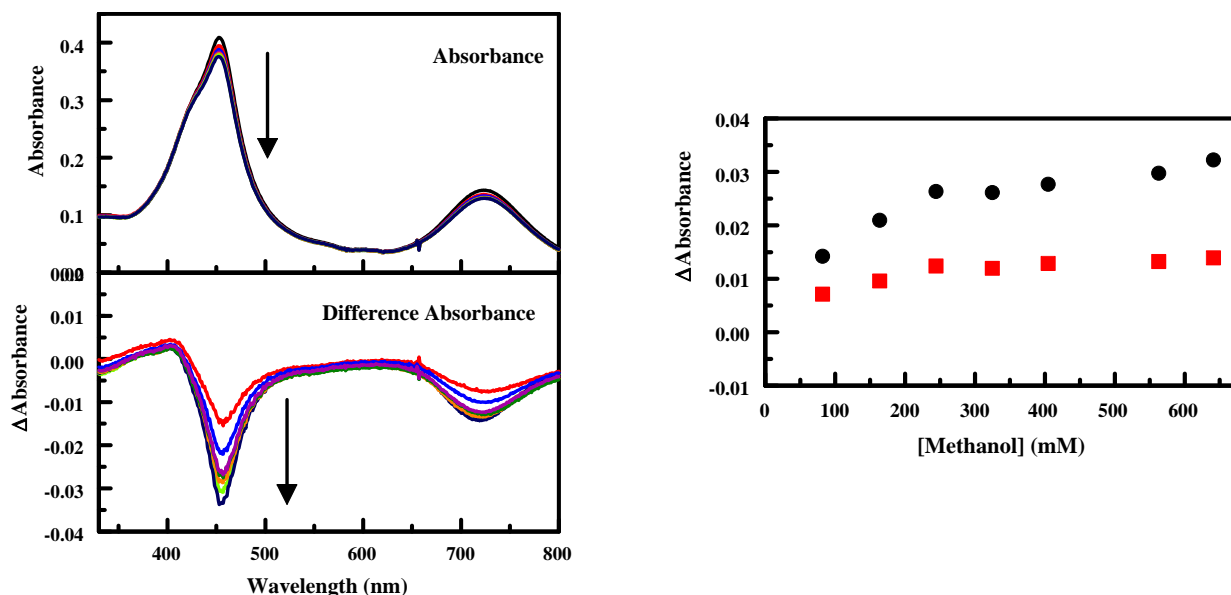 0.4
0.3
0.2
0.1
Absorbance
Absorbance
0.01
0.00
-0.01
-0.02
-0.03
-0.04
ΔAbsorbance
Difference Absorbance
400 500 600 700 800
Wavelength (nm)
0.04
0.03
0.02
0.01
0.00
-0.01
ΔAbsorbance
0 100 200 300 400 500 600
[Methanol] (mM)